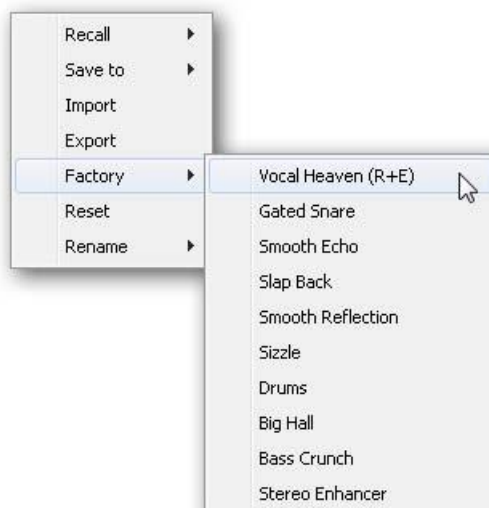 Recall
Save to
Import
Export
Factory
Reset
Rename
Vocal Heaven (R+E)
Gated Snare
Smooth Echo
Slap Back
Smooth Reflection
Sizzle
Drums
Big Hall
Bass Crunch
Stereo Enhancer